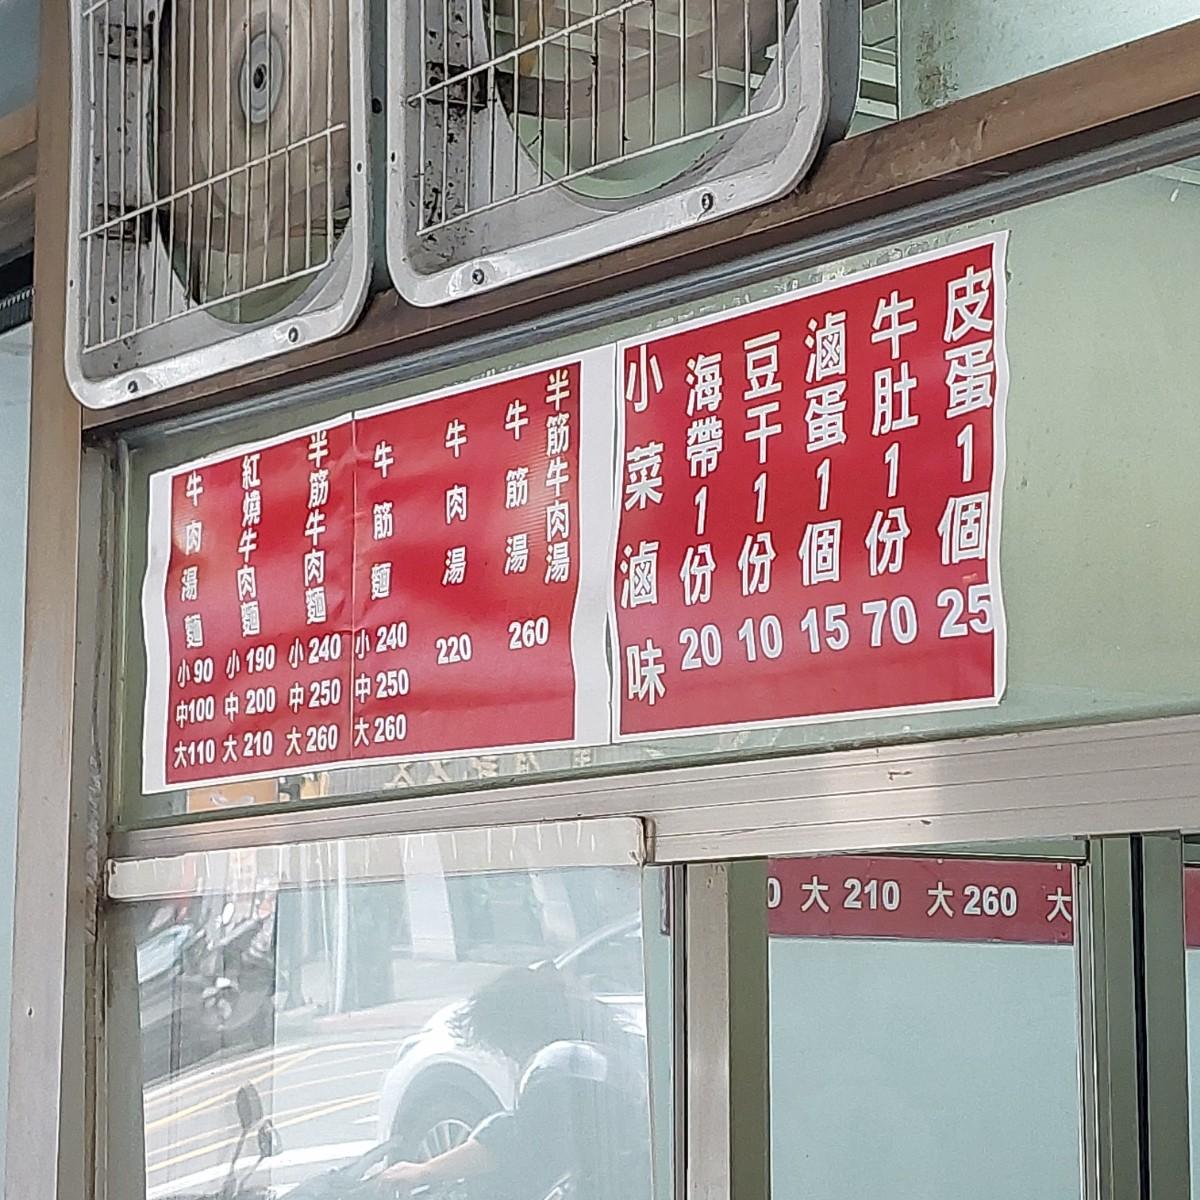 牛肉湯麵
小90
中100
大110
紅燒牛肉麵
小190
中200
大210
半筋牛肉麵
小240
中250
大260
牛筋麵
小240
中250
大260
牛肉湯
220
牛筋湯
260
半筋牛肉湯
小菜滷味
海帶1份
20
豆干1份
10
滷蛋1個
15
牛肚1份
70
皮蛋1個
25
0 大210 大260 大